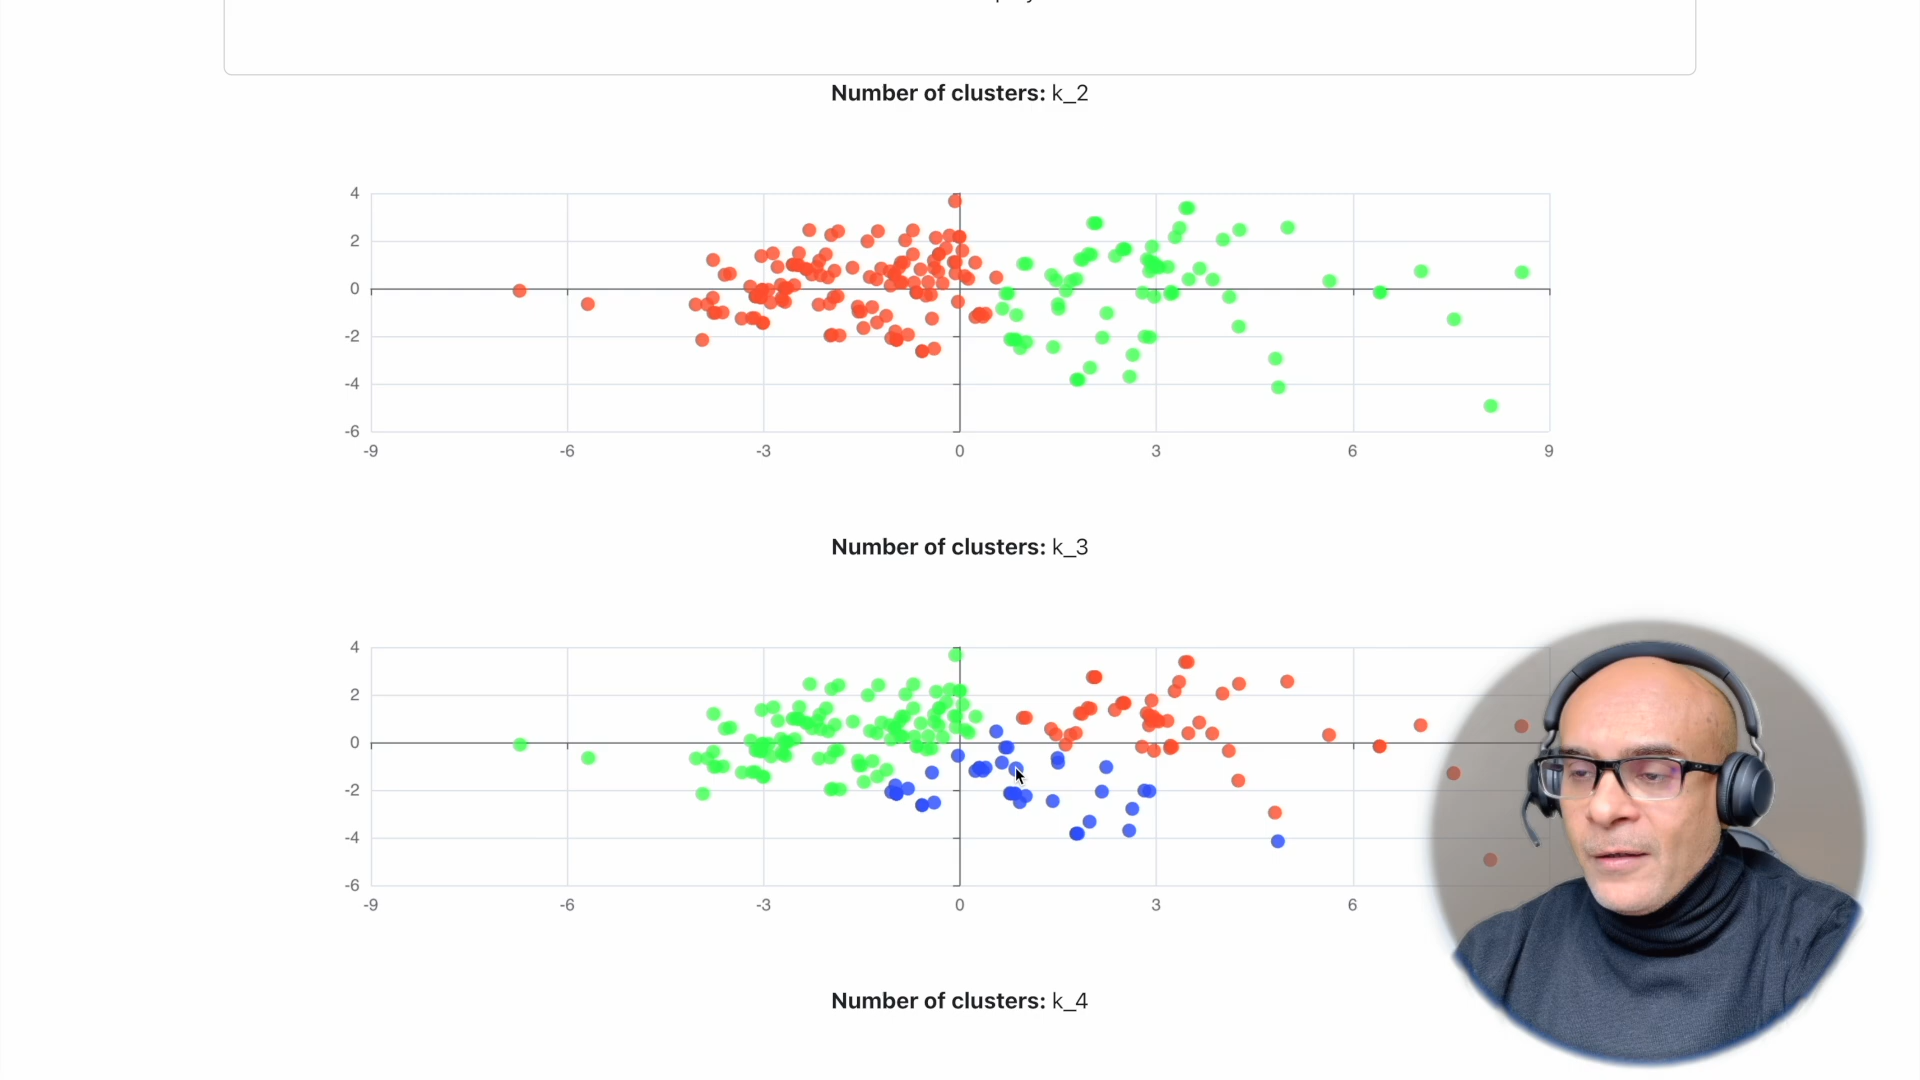 Number of clusters: k_2
4
2
0
-2
-4
-6
-9 -6 -3 0 3 6 9
Number of clusters: k_3
4
2
0
-2
-4
-6
-9 -6 -3 0 3 6
Number of clusters: k_4